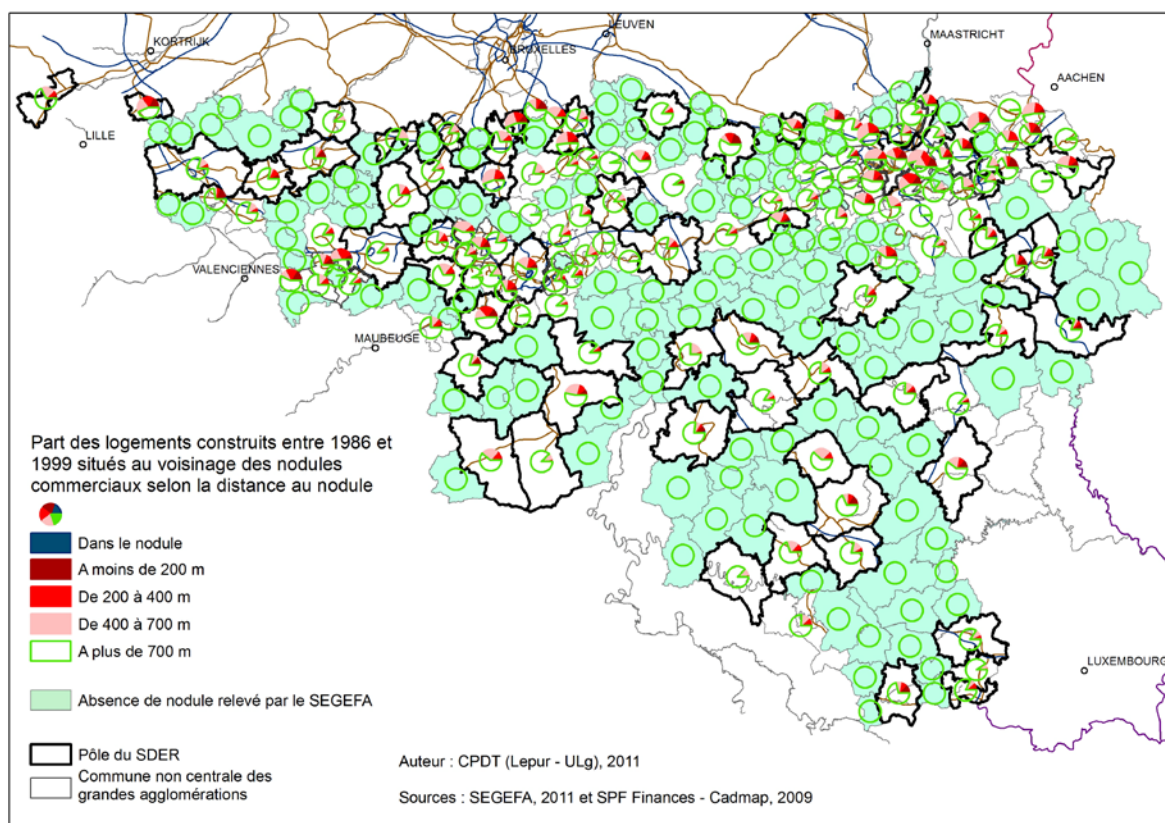 KORTRIJK
LEUVEN
BRUXELLES
MAASTRICHT
AACHEN
LILLE
VALENCIENNES
MAUBEUGE
LUXEMBOURG
Part des logements construits entre 1986 et
1999 situés au voisinage des nodules
commerciaux selon la distance au nodule
Dans le nodule
A moins de 200 m
De 200 à 400 m
De 400 à 700 m
A plus de 700 m
Absence de nodule relevé par le SEGEFA
Pôle du SDER
Commune non centrale des
grandes agglomérations
Auteur : CPDT (Lepur - ULg), 2011
Sources : SEGEFA, 2011 et SPF Finances - Cadmap, 2009